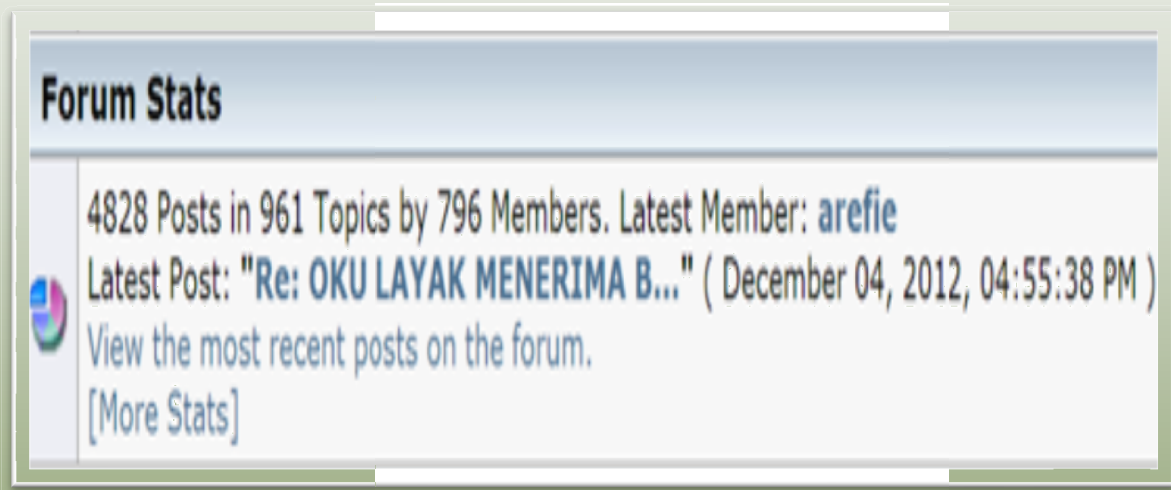 Forum Stats
4828 Posts in 961 Topics by 796 Members. Latest Member: arefie
Latest Post: "Re: OKU LAYAK MENERIMA B..." ( December 04, 2012, 04:55:38 PM )
View the most recent posts on the forum.
[More Stats]